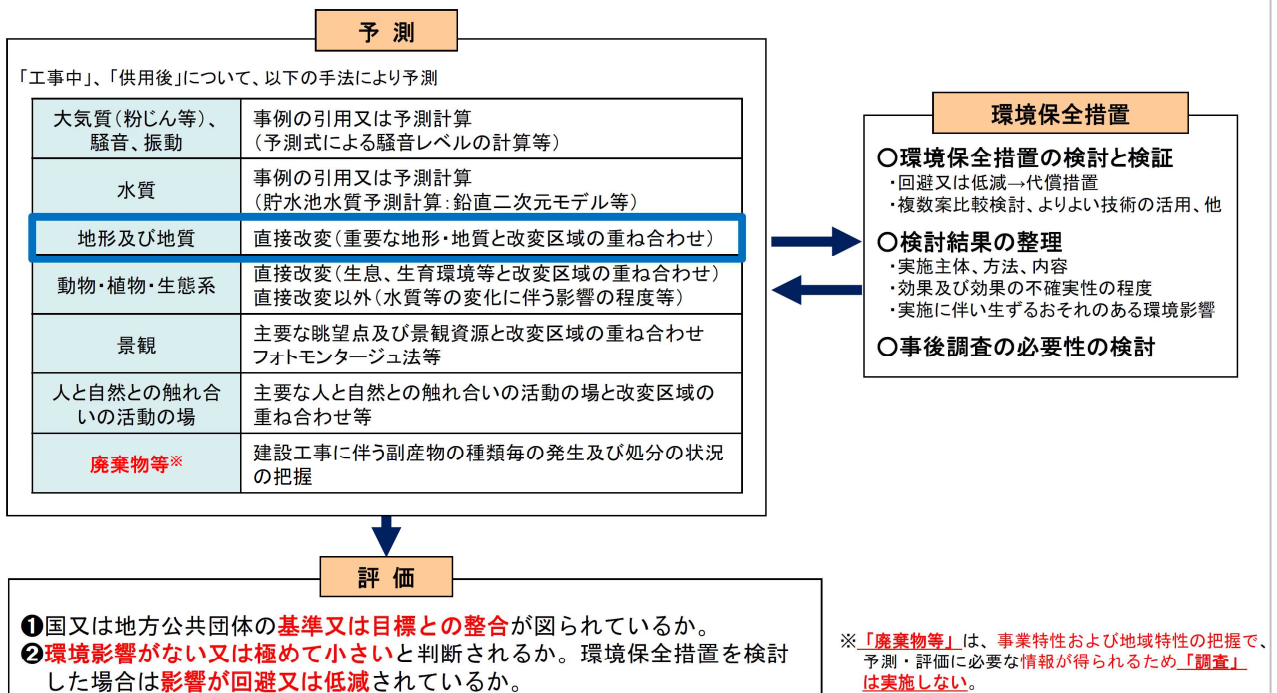 予 測
「工事中」、「供用後」について、以下の手法により予測
大気質(粉じん等)、
騒音、振動
事例の引用又は予測計算
(予測式による騒音レベルの計算等)
水質
事例の引用又は予測計算
(貯水池水質予測計算:鉛直二次元モデル等)
地形及び地質
直接改変(重要な地形・地質と改変区域の重ね合わせ)
動物・植物・生態系
直接改変(生息、生育環境等と改変区域の重ね合わせ)
直接改変以外(水質等の変化に伴う影響の程度等)
景観
主要な眺望点及び景観資源と改変区域の重ね合わせ
フォトモンタージュ法等
人と自然との触れ合
いの活動の場
主要な人と自然との触れ合いの活動の場と改変区域の
重ね合わせ等
廃棄物等※
建設工事に伴う副産物の種類毎の発生及び処分の状況
の把握
環境保全措置
〇環境保全措置の検討と検証
・回避又は低減→代償措置
・複数案比較検討、よりよい技術の活用、他
〇検討結果の整理
・実施主体、方法、内容
・効果及び効果の不確実性の程度
・実施に伴い生ずるおそれのある環境影響
〇事後調査の必要性の検討
評 価
❶国又は地方公共団体の基準又は目標との整合が図られているか。
❷環境影響がない又は極めて小さいと判断されるか。環境保全措置を検討
した場合は影響が回避又は低減されているか。
※「廃棄物等」は、事業特性および地域特性の把握で、
予測・評価に必要な情報が得られるため「調査」
は実施しない。